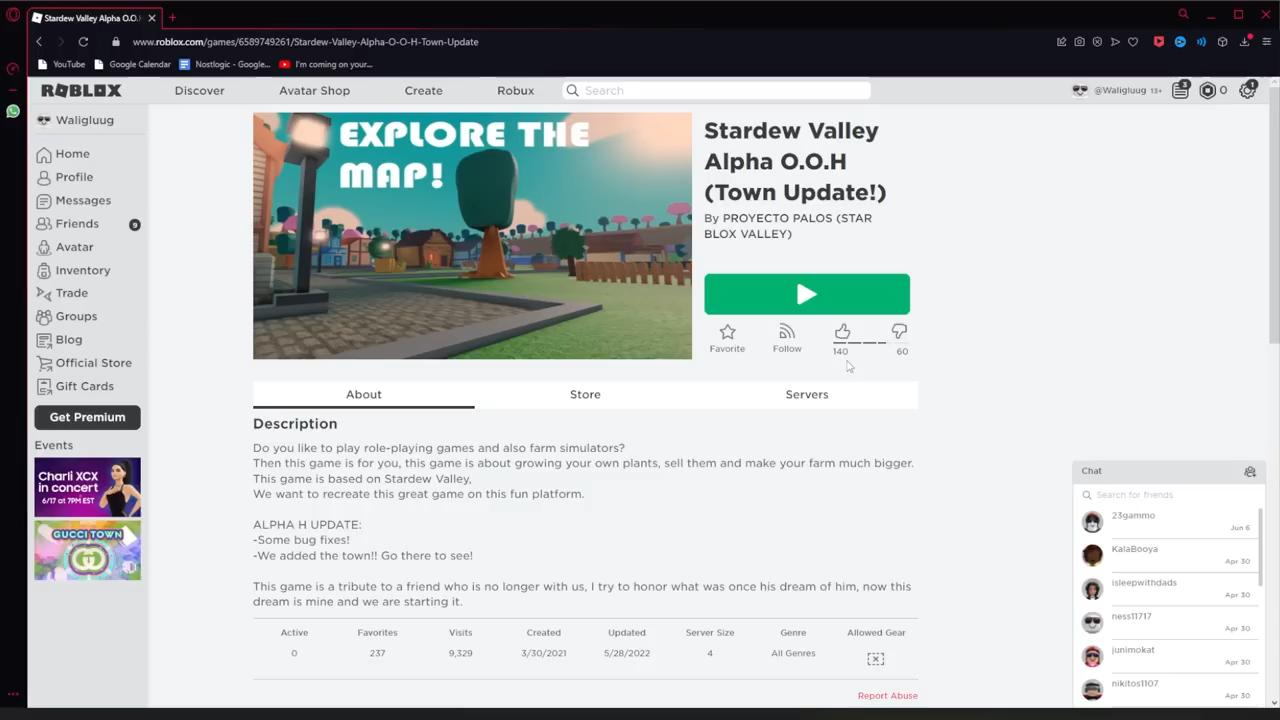 Stardew Valley Alpha O.O.
www.roblox.com/games/6589749261/Stardew-Valley-Alpha-O-O-H-Town-Update
YouTube
Google Calendar
Nostlogic - Google...
I'm coming on your...
ROBLOX
Discover
Avatar Shop
Create
Robux
Search
@Waligluug 13+
3
0
1
Waligluug
Home
Profile
Messages
Friends
9
Avatar
Inventory
Trade
Groups
Blog
Official Store
Gift Cards
Get Premium
Events
Charli XCX
in concert
6/17 at 7PM EST
GUCCI TOWN
EXPLORE THE
MAP!
Stardew Valley
Alpha O.O.H
(Town Update!)
By PROYECTO PALOS (STAR
BLOX VALLEY)
Favorite
Follow
140
60
About
Store
Servers
Description
Do you like to play role-playing games and also farm simulators?
Then this game is for you, this game is about growing your own plants, sell them and make your farm much bigger.
This game is based on Stardew Valley,
We want to recreate this great game on this fun platform.
ALPHA H UPDATE:
-Some bug fixes!
-We added the town!! Go there to see!
This game is a tribute to a friend who is no longer with us, I try to honor what was once his dream of him, now this
dream is mine and we are starting it.
Active
Favorites
Visits
Created
Updated
Server Size
Genre
Allowed Gear
0
237
9,329
3/30/2021
5/28/2022
4
All Genres
Report Abuse
Chat
Search for friends
23gammo
Jun 6
KalaBooya
Apr 30
isleepwithdads
Apr 30
ness11717
Apr 30
junimokat
Apr 30
nikitos1107
Apr 30